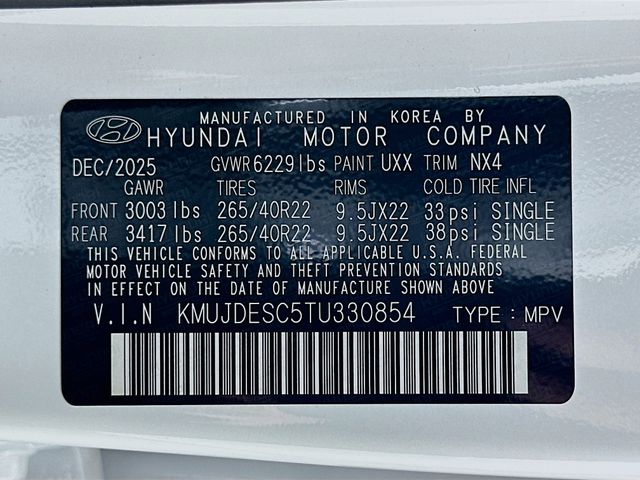 MANUFACTURED IN KOREA BY
HYUNDAI MOTOR COMPANY
DEC/2025 GVWR 6229 lbs PAINT UXX TRIM NX4
GAWR TIRES RIMS COLD TIRE INFL
FRONT 3003 lbs 265/40R22 9.5JX22 33 psi SINGLE
REAR 3417 lbs 265/40R22 9.5JX22 38 psi SINGLE
THIS VEHICLE CONFORMS TO ALL APPLICABLE U.S.A. FEDERAL
MOTOR VEHICLE SAFETY AND THEFT PREVENTION STANDARDS
IN EFFECT ON THE DATE OF MANUFACTURE SHOWN ABOVE
V.I.N KMUJDESC5TU330854 TYPE: MPV